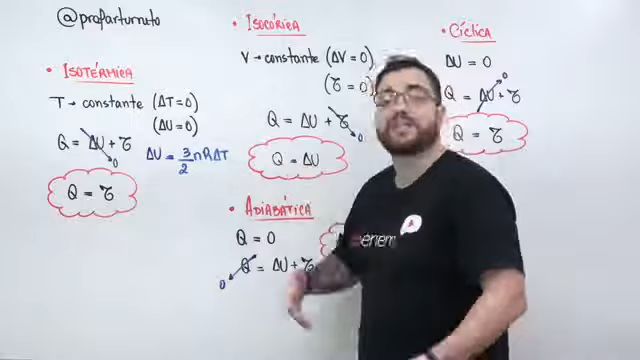 @profarturneto
• ISOTÉRMICA
T → constante (ΔT = 0)
(ΔU = 0)
Q = ΔU + τ
0
ΔU = 3/2 nRΔT
Q = τ
• ISOCÓRICA
V → constante (ΔV = 0)
(τ = 0)
Q = ΔU + τ
0
Q = ΔU
• ADIABÁTICA
Q = 0
Q = ΔU + τ
0
• CÍCLICA
ΔU = 0
Q = ΔU + τ
0
Q = τ
enem